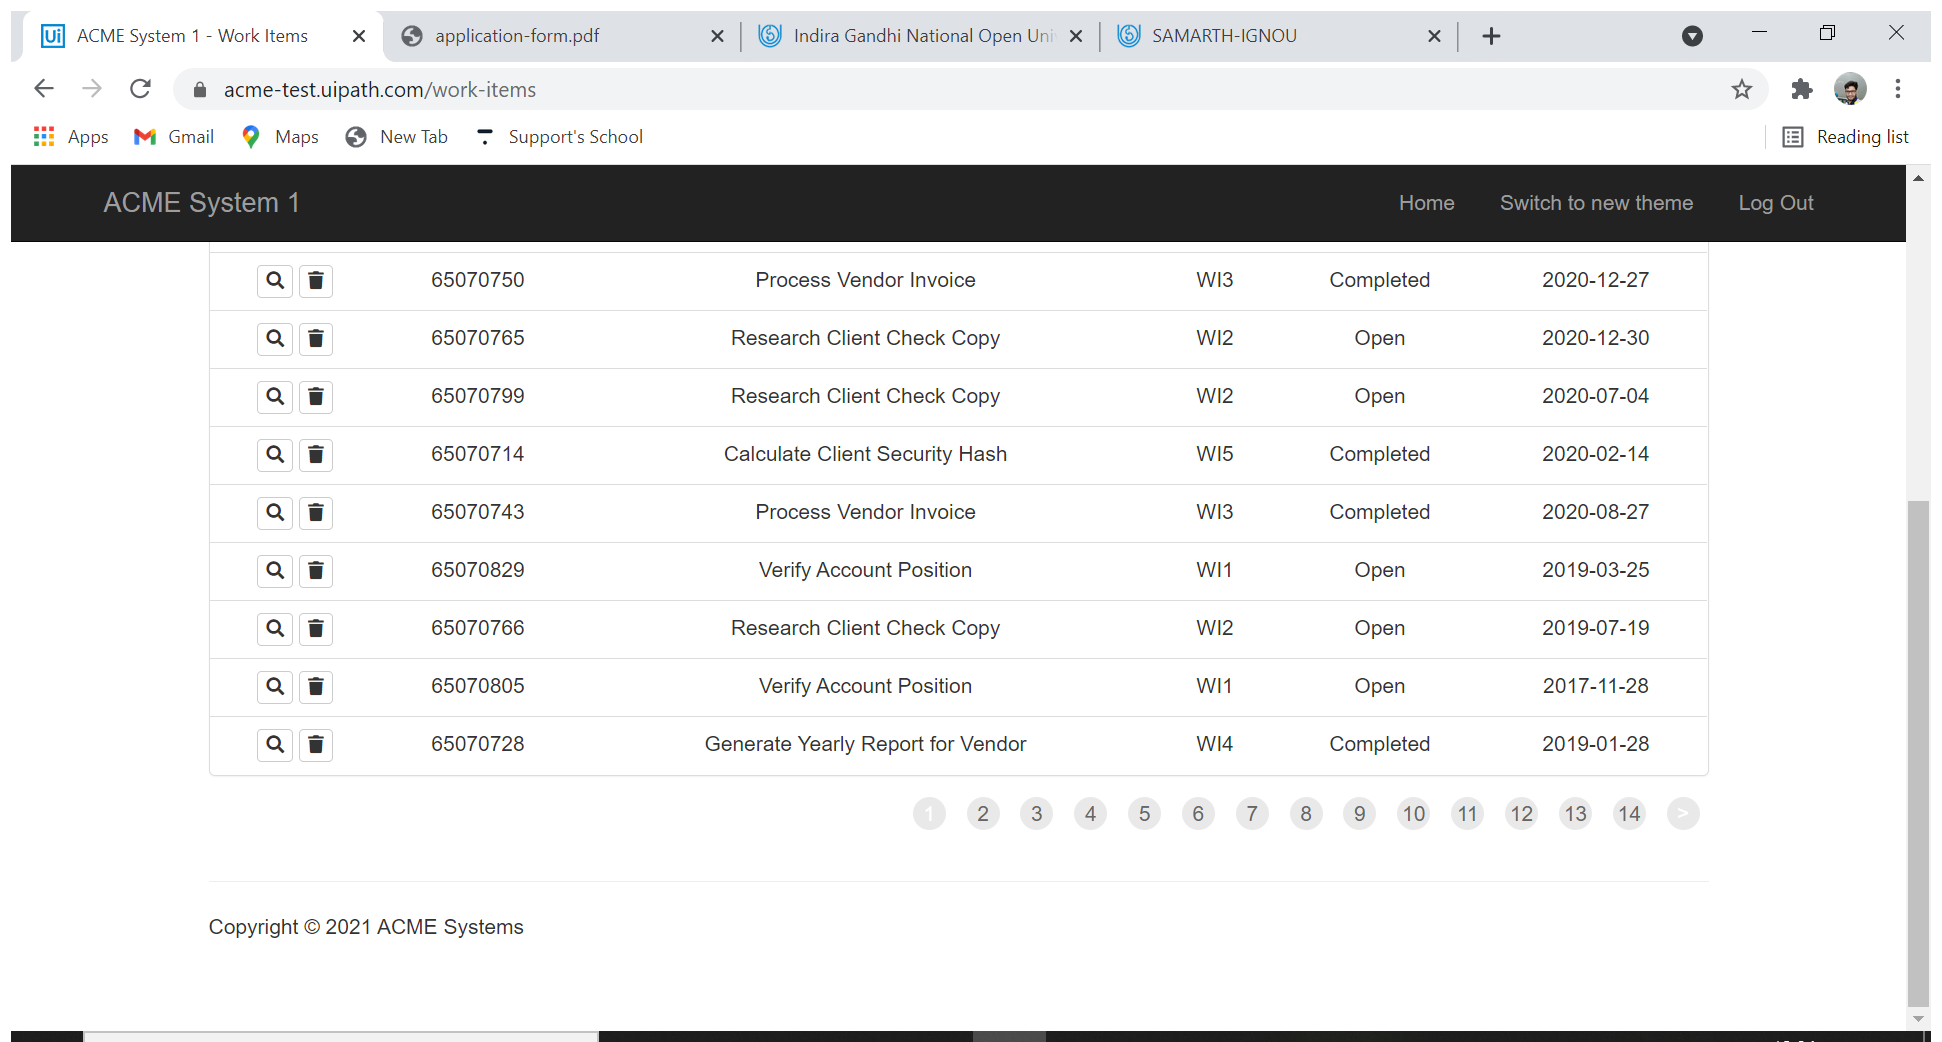 ACME System 1 - Work Items application-form.pdf Indira Gandhi National Open Uni SAMARTH-IGNOU
acme-test.uipath.com/work-items
Apps Gmail Maps New Tab Support's School Reading list
ACME System 1 Home Switch to new theme Log Out
65070750 Process Vendor Invoice WI3 Completed 2020-12-27
65070765 Research Client Check Copy WI2 Open 2020-12-30
65070799 Research Client Check Copy WI2 Open 2020-07-04
65070714 Calculate Client Security Hash WI5 Completed 2020-02-14
65070743 Process Vendor Invoice WI3 Completed 2020-08-27
65070829 Verify Account Position WI1 Open 2019-03-25
65070766 Research Client Check Copy WI2 Open 2019-07-19
65070805 Verify Account Position WI1 Open 2017-11-28
65070728 Generate Yearly Report for Vendor WI4 Completed 2019-01-28
1 2 3 4 5 6 7 8 9 10 11 12 13 14 >
Copyright © 2021 ACME Systems